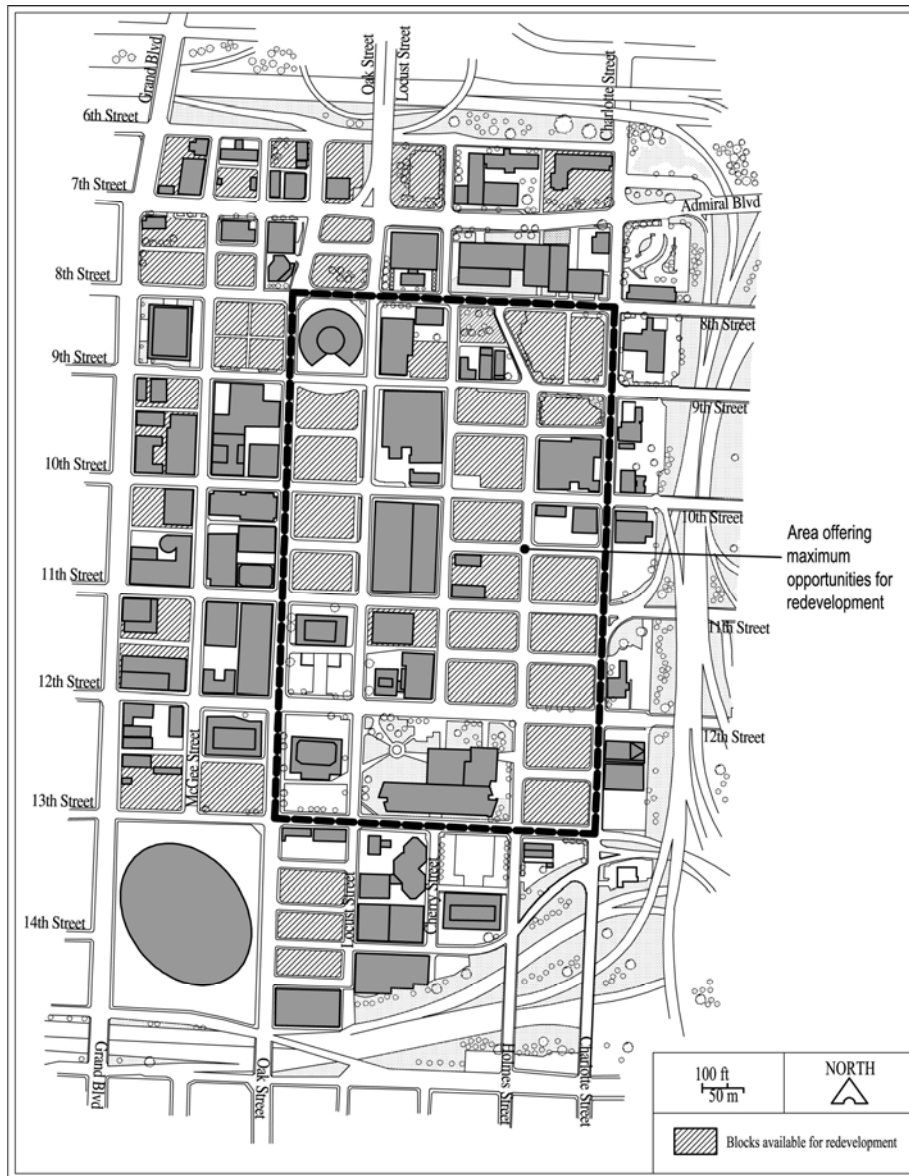 Grand Blvd
Oak Street
Locust Street
Charlotte Street
6th Street
7th Street
Admiral Blvd
8th Street
8th Street
9th Street
9th Street
10th Street
10th Street
Area offering
maximum
opportunities for
redevelopment
11th Street
11th Street
12th Street
12th Street
McGee Street
13th Street
Locust Street
Cherry Street
14th Street
Grand Blvd
Oak Street
Holmes Street
Charlotte Street
100 ft
50 m
NORTH
Blocks available for redevelopment